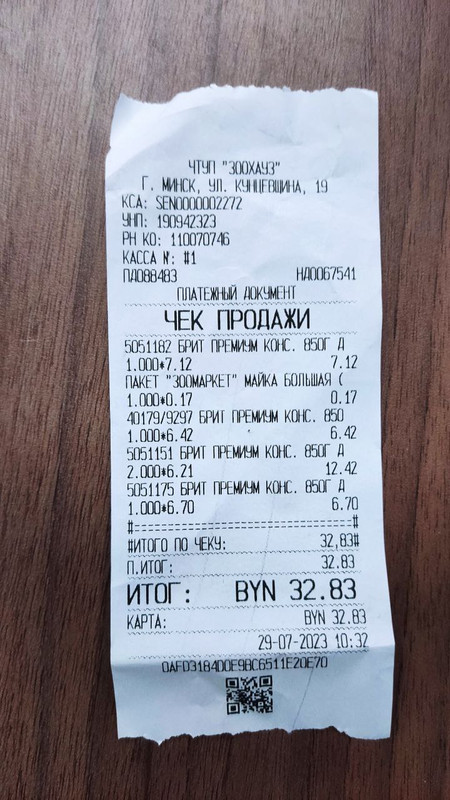 ЧТУП "ЗООХАУЗ"
Г. МИНСК, УЛ. КУНЦЕВЩИНА, 19
КСА: SEN0000002272
УНП: 190942323
РН КО: 110070746
КАССА №: #1
ПД088483 НД0067541
ПЛАТЕЖНЫЙ ДОКУМЕНТ
ЧЕК ПРОДАЖИ
5051182 БРИТ ПРЕМИУМ КОНС. 850Г Д
1.000*7.12 7.12
ПАКЕТ "ЗООМАРКЕТ" МАЙКА БОЛЬШАЯ (
1.000*0.17 0.17
40179/9297 БРИТ ПРЕМИУМ КОНС. 850
1.000*6.42 6.42
5051151 БРИТ ПРЕМИУМ КОНС. 850Г Д
2.000*6.21 12.42
5051175 БРИТ ПРЕМИУМ КОНС. 850Г Д
1.000*6.70 6.70
#================================#
#ИТОГО ПО ЧЕКУ: 32,83#
П.ИТОГ: 32.83
ИТОГ: BYN 32.83
КАРТА: BYN 32.83
29-07-2023 10:32
0AFD3184D0E9BC6511E20E70